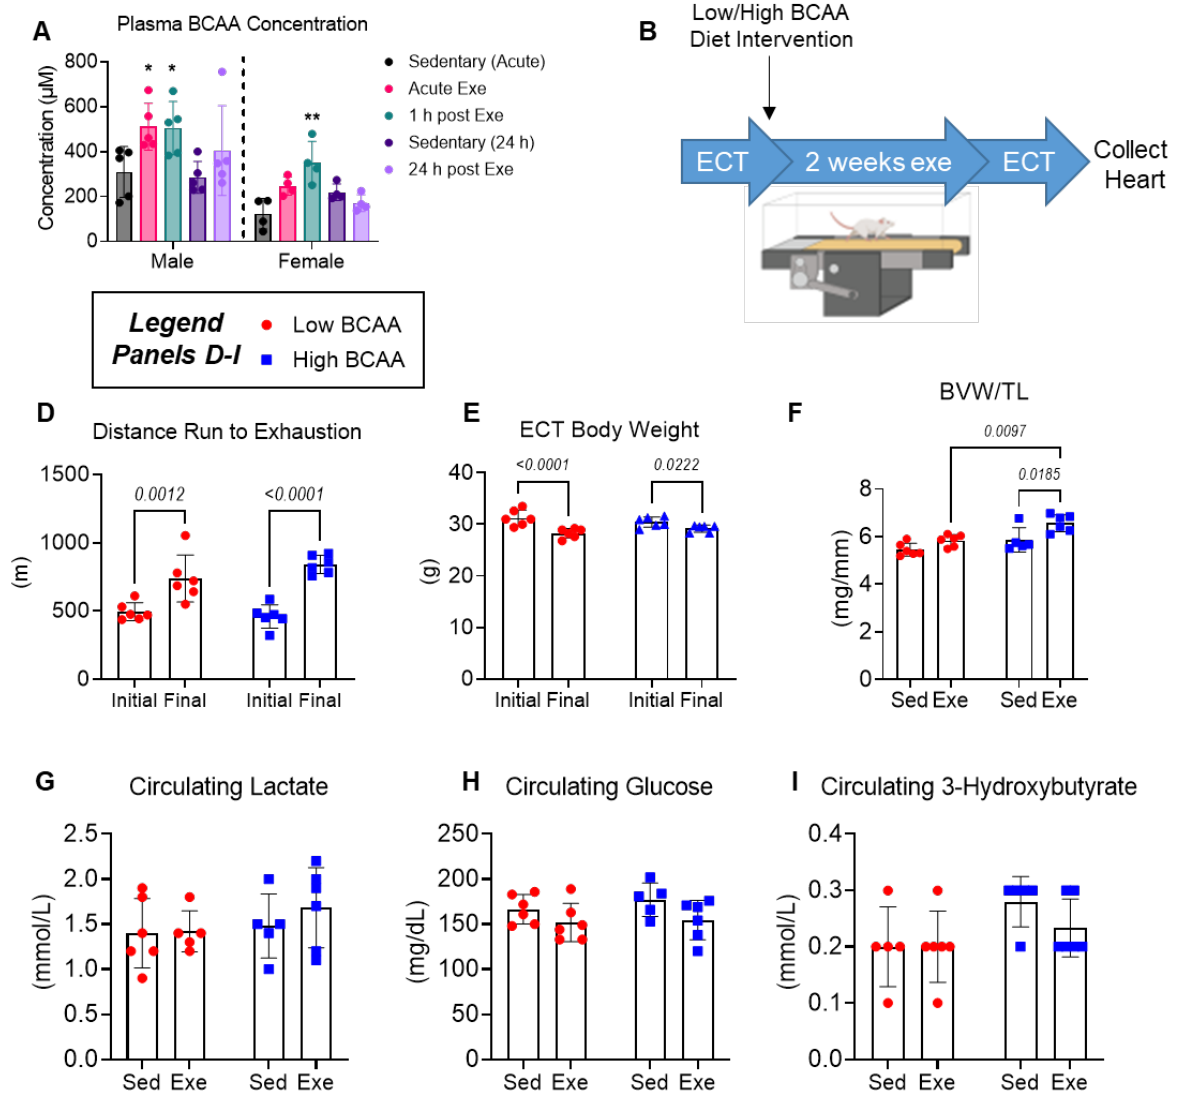 A
Plasma BCAA Concentration
Concentration (µM)
800
600
400
200
0
* *
**
Male Female
Sedentary (Acute)
Acute Exe
1 h post Exe
Sedentary (24 h)
24 h post Exe
B
Low/High BCAA
Diet Intervention
ECT 2 weeks exe ECT
Collect
Heart
Legend
Panels D-I
Low BCAA
High BCAA
D
Distance Run to Exhaustion
(m)
1500
1000
500
0
0.0012 <0.0001
Initial Final Initial Final
E
ECT Body Weight
(g)
40
30
20
10
0
<0.0001 0.0222
Initial Final Initial Final
F
BVW/TL
(mg/mm)
8
6
4
2
0
0.0097
0.0185
Sed Exe Sed Exe
G
Circulating Lactate
(mmol/L)
2.5
2.0
1.5
1.0
0.5
0.0
Sed Exe Sed Exe
H
Circulating Glucose
(mg/dL)
250
200
150
100
50
0
Sed Exe Sed Exe
I
Circulating 3-Hydroxybutyrate
(mmol/L)
0.4
0.3
0.2
0.1
0.0
Sed Exe Sed Exe